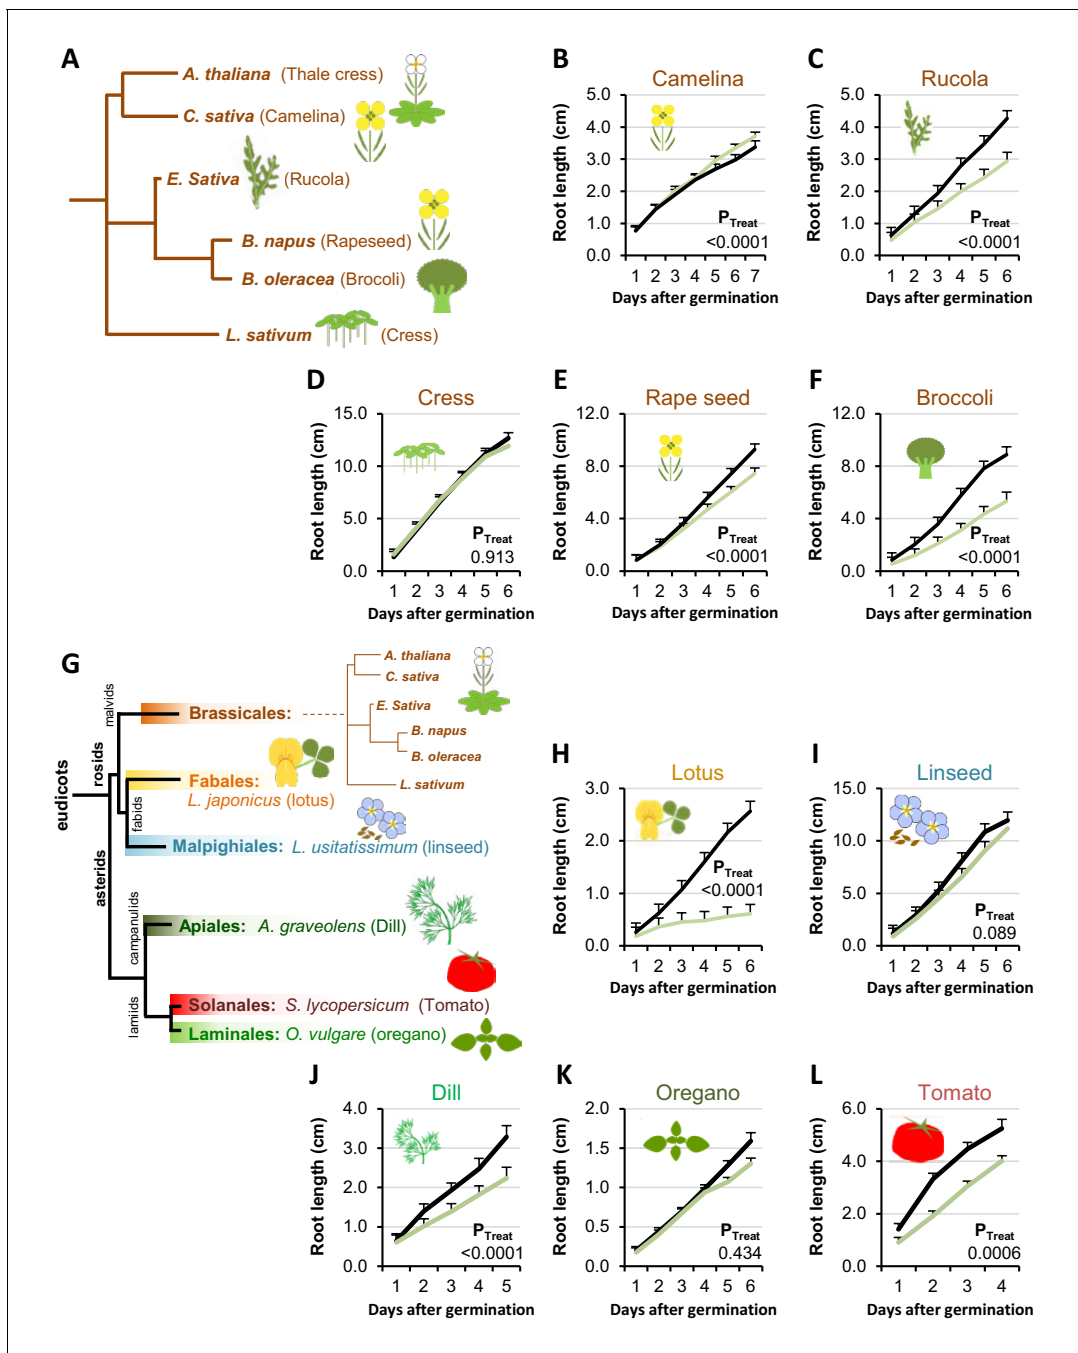 A
A. thaliana (Thale cress)
C. sativa (Camelina)
E. Sativa (Rucola)
B. napus (Rapeseed)
B. oleracea (Brocoli)
L. sativum (Cress)
B
Camelina
Root length (cm)
5.0
4.0
3.0
2.0
1.0
0.0
P Treat
<0.0001
1 2 3 4 5 6 7
Days after germination
C
Rucola
Root length (cm)
5.0
4.0
3.0
2.0
1.0
0.0
P Treat
<0.0001
1 2 3 4 5 6
Days after germination
D
Cress
Root length (cm)
15.0
10.0
5.0
0.0
P Treat
0.913
1 2 3 4 5 6
Days after germination
E
Rape seed
Root length (cm)
12.0
8.0
4.0
0.0
P Treat
<0.0001
1 2 3 4 5 6
Days after germination
F
Broccoli
Root length (cm)
12.0
8.0
4.0
0.0
P Treat
<0.0001
1 2 3 4 5 6
Days after germination
G
eudicots
rosids
asterids
malvids
fabids
campanulids
lamiids
Brassicales:
A. thaliana
C. sativa
E. Sativa
B. napus
B. oleracea
L. sativum
Fabales:
L. japonicus (lotus)
Malpighiales: L. usitatissimum (linseed)
Apiales: A. graveolens (Dill)
Solanales: S. lycopersicum (Tomato)
Laminales: O. vulgare (oregano)
H
Lotus
Root length (cm)
3.0
2.0
1.0
0.0
P Treat
<0.0001
1 2 3 4 5 6
Days after germination
I
Linseed
Root length (cm)
15.0
10.0
5.0
0.0
P Treat
0.089
1 2 3 4 5 6
Days after germination
J
Dill
Root length (cm)
4.0
3.0
2.0
1.0
0.0
P Treat
<0.0001
1 2 3 4 5
Days after germination
K
Oregano
Root length (cm)
2.0
1.5
1.0
0.5
0.0
P Treat
0.434
1 2 3 4 5 6
Days after germination
L
Tomato
Root length (cm)
6.0
4.0
2.0
0.0
P Treat
0.0006
1 2 3 4
Days after germination